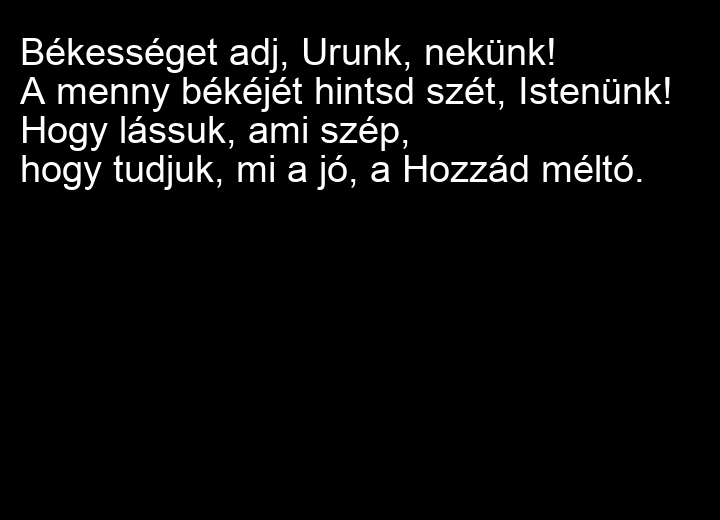 Békességet adj, Urunk, nekünk!
A menny békéjét hintsd szét, Istenünk!
Hogy lássuk, ami szép,
hogy tudjuk, mi a jó, a Hozzád méltó.